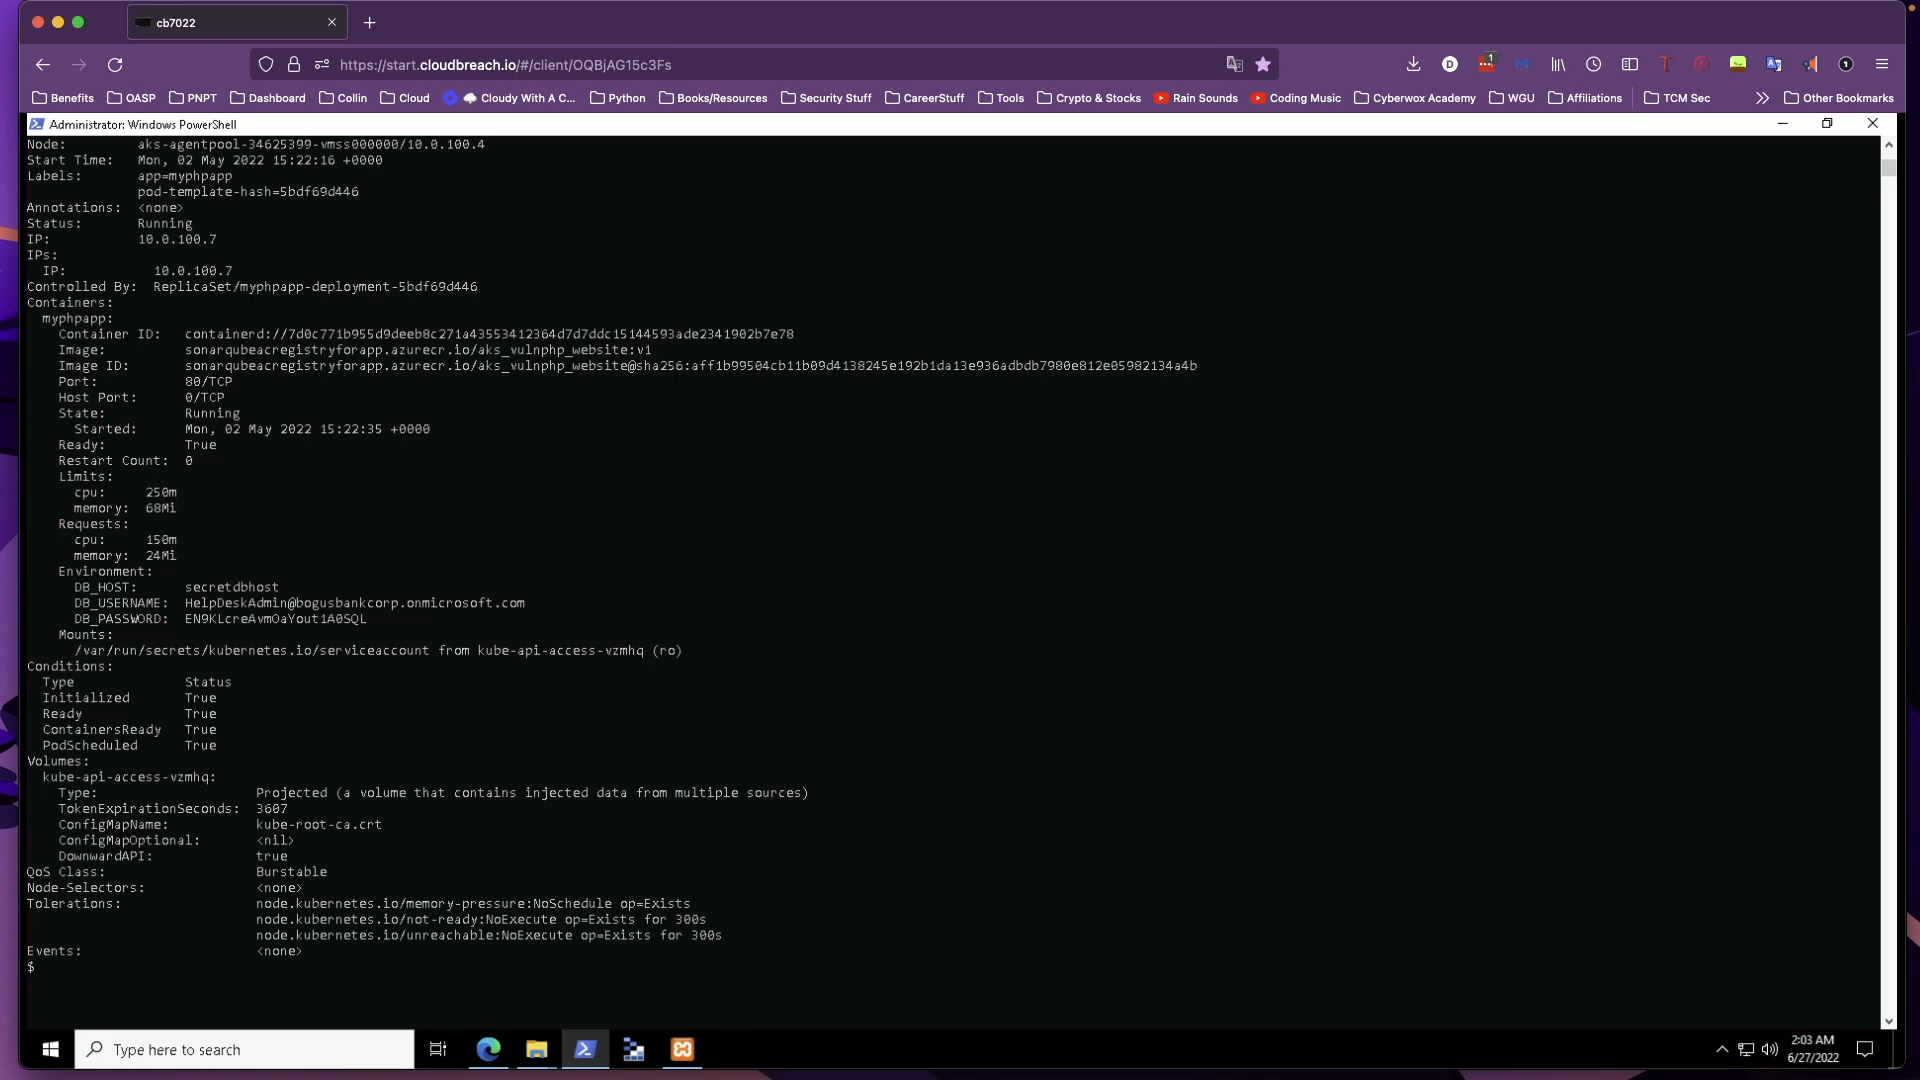 cb7022
https://start.cloudbreach.io/#/client/OQBjAG15c3Fs
1
D
1
Benefits OASP PNPT Dashboard Collin Cloud Cloudy With A C... Python Books/Resources Security Stuff CareerStuff Tools Crypto & Stocks Rain Sounds Coding Music Cyberwox Academy WGU Affiliations TCM Sec Other Bookmarks
Administrator: Windows PowerShell
Node: aks-agentpool-34625399-vmss000000/10.0.100.4
Start Time: Mon, 02 May 2022 15:22:16 +0000
Labels: app=myphpapp
pod-template-hash=5bdf69d446
Annotations: <none>
Status: Running
IP: 10.0.100.7
IPs:
IP: 10.0.100.7
Controlled By: ReplicaSet/myphpapp-deployment-5bdf69d446
Containers:
myphpapp:
Container ID: containerd://7d0c771b955d9deeb8c271a43553412364d7d7ddc15144593ade2341902b7e78
Image: sonarqubeacregistryforapp.azurecr.io/aks_vulnphp_website:v1
Image ID: sonarqubeacregistryforapp.azurecr.io/aks_vulnphp_website@sha256:aff1b99504cb11b09d4138245e192b1da13e936adbdb7980e812e05982134a4b
Port: 80/TCP
Host Port: 0/TCP
State: Running
Started: Mon, 02 May 2022 15:22:35 +0000
Ready: True
Restart Count: 0
Limits:
cpu: 250m
memory: 68Mi
Requests:
cpu: 150m
memory: 24Mi
Environment:
DB_HOST: secretdbhost
DB_USERNAME: HelpDeskAdmin@bogusbankcorp.onmicrosoft.com
DB_PASSWORD: EN9KLcreAvmOaYout1A0SQL
Mounts:
/var/run/secrets/kubernetes.io/serviceaccount from kube-api-access-vzmhq (ro)
Conditions:
Type Status
Initialized True
Ready True
ContainersReady True
PodScheduled True
Volumes:
kube-api-access-vzmhq:
Type: Projected (a volume that contains injected data from multiple sources)
TokenExpirationSeconds: 3607
ConfigMapName: kube-root-ca.crt
ConfigMapOptional: <nil>
DownwardAPI: true
QoS Class: Burstable
Node-Selectors: <none>
Tolerations: node.kubernetes.io/memory-pressure:NoSchedule op=Exists
node.kubernetes.io/not-ready:NoExecute op=Exists for 300s
node.kubernetes.io/unreachable:NoExecute op=Exists for 300s
Events: <none>
$
Type here to search
2:03 AM
6/27/2022